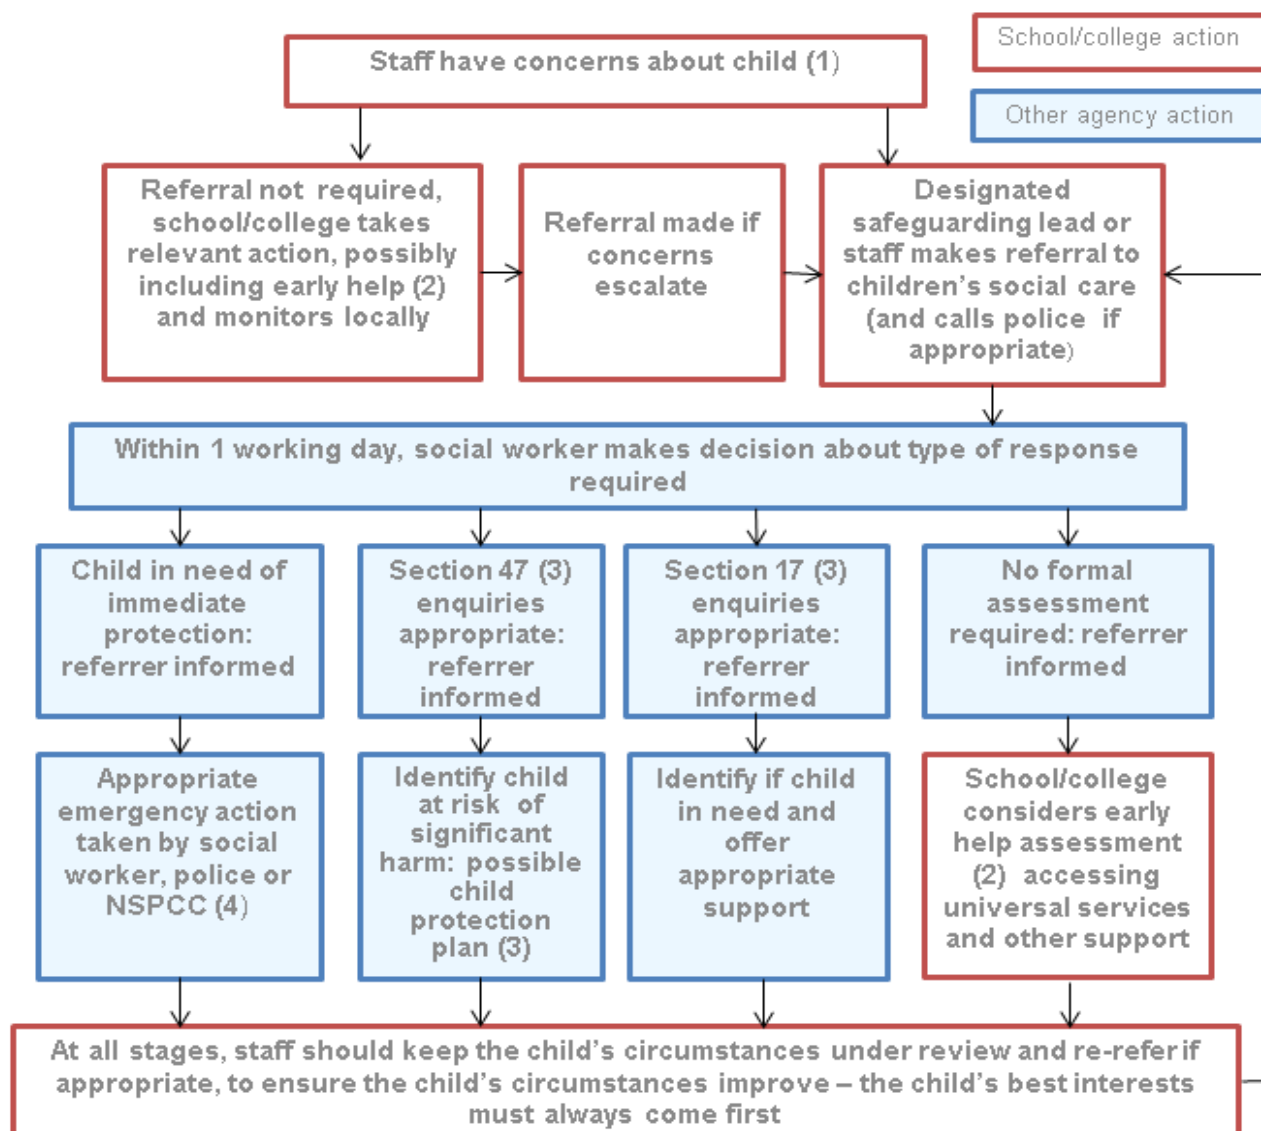 School/college action
Other agency action
Staff have concerns about child (1)
Referral not required,
school/college takes
relevant action, possibly
including early help (2)
and monitors locally
Referral made if
concerns
escalate
Designated
safeguarding lead or
staff makes referral to
children's social care
(and calls police if
appropriate)
Within 1 working day, social worker makes decision about type of response
required
Child in need of
immediate
protection:
referrer informed
Section 47 (3)
enquiries
appropriate:
referrer
informed
Section 17 (3)
enquiries
appropriate:
referrer
informed
No formal
assessment
required: referrer
informed
Appropriate
emergency action
taken by social
worker, police or
NSPCC (4)
Identify child
at risk of
significant
harm: possible
child
protection
plan (3)
Identify if child
in need and
offer
appropriate
support
School/college
considers early
help assessment
(2) accessing
universal services
and other support
At all stages, staff should keep the child's circumstances under review and re-refer if
appropriate, to ensure the child's circumstances improve – the child's best interests
must always come first